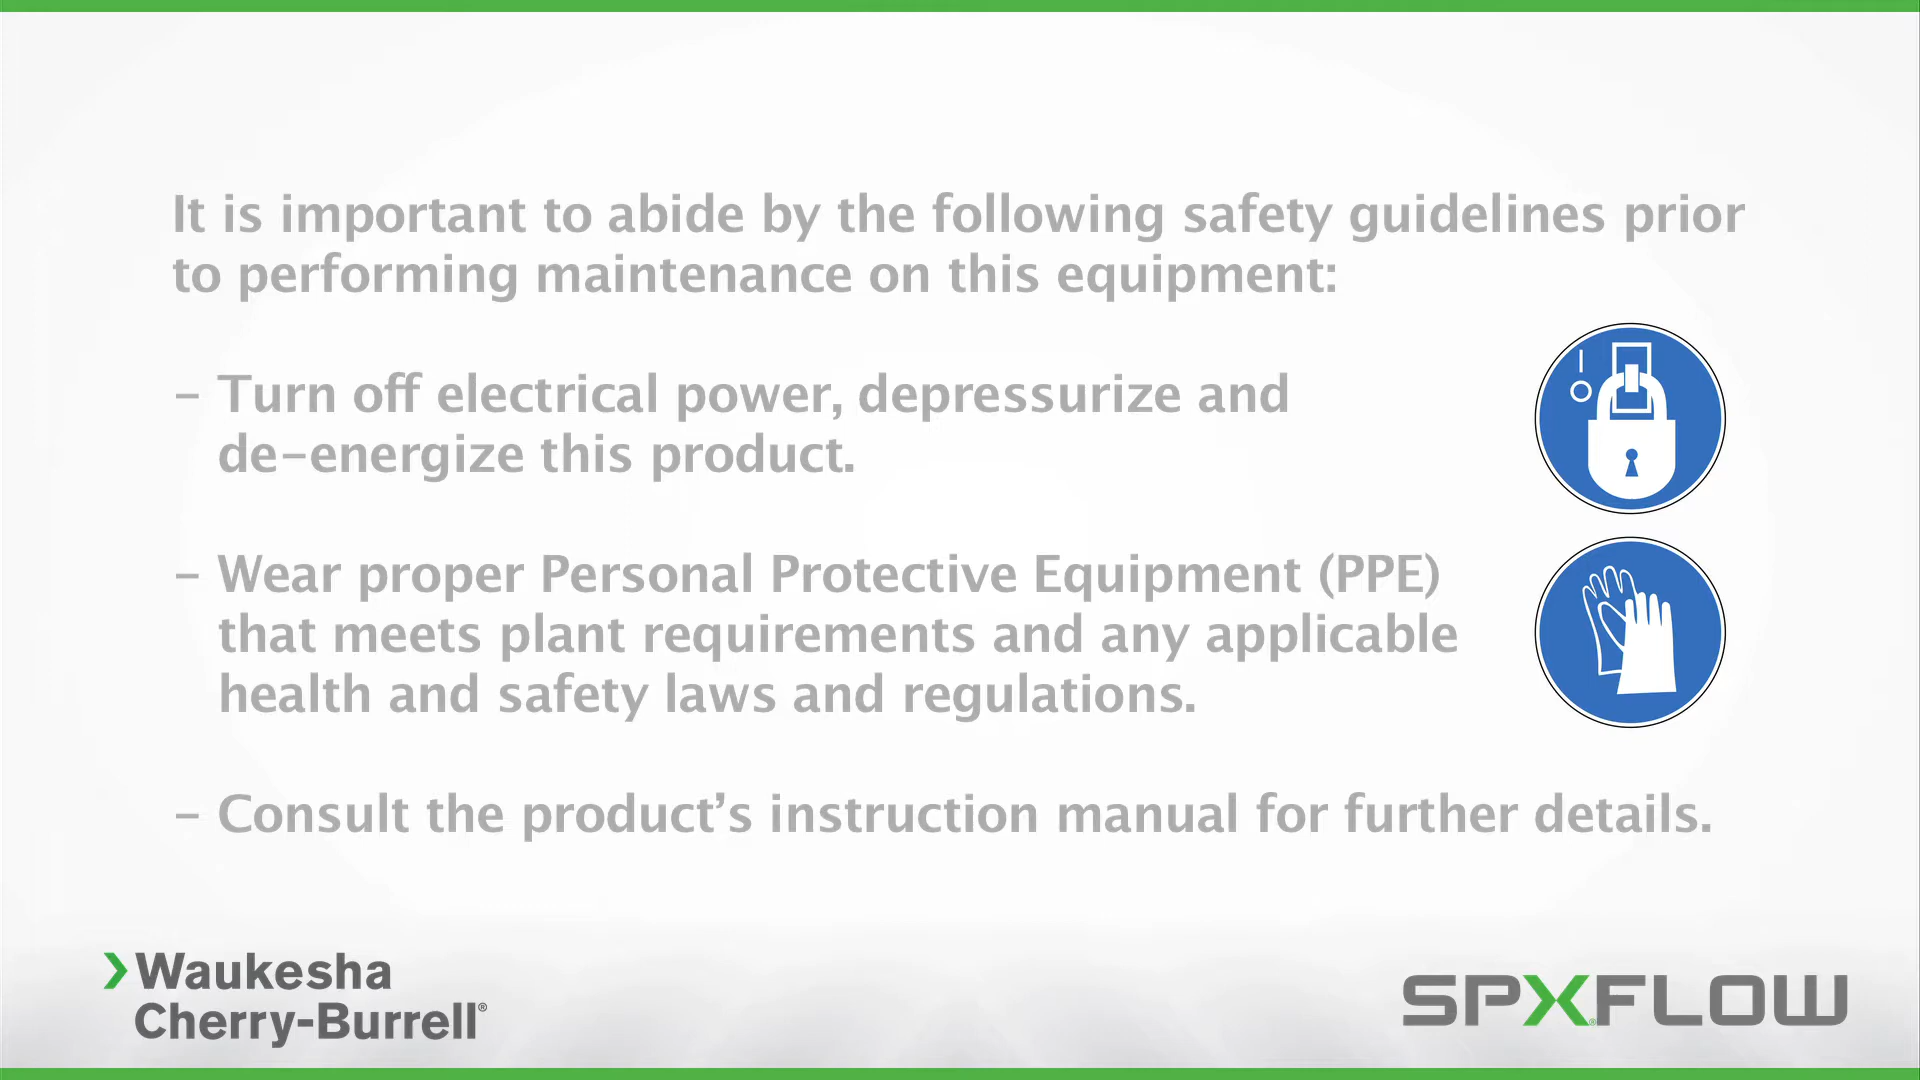 It is important to abide by the following safety guidelines prior
to performing maintenance on this equipment:
- Turn off electrical power, depressurize and
de-energize this product.
- Wear proper Personal Protective Equipment (PPE)
that meets plant requirements and any applicable
health and safety laws and regulations.
- Consult the product’s instruction manual for further details.
Waukesha
Cherry-Burrell®
SPXFLOW®